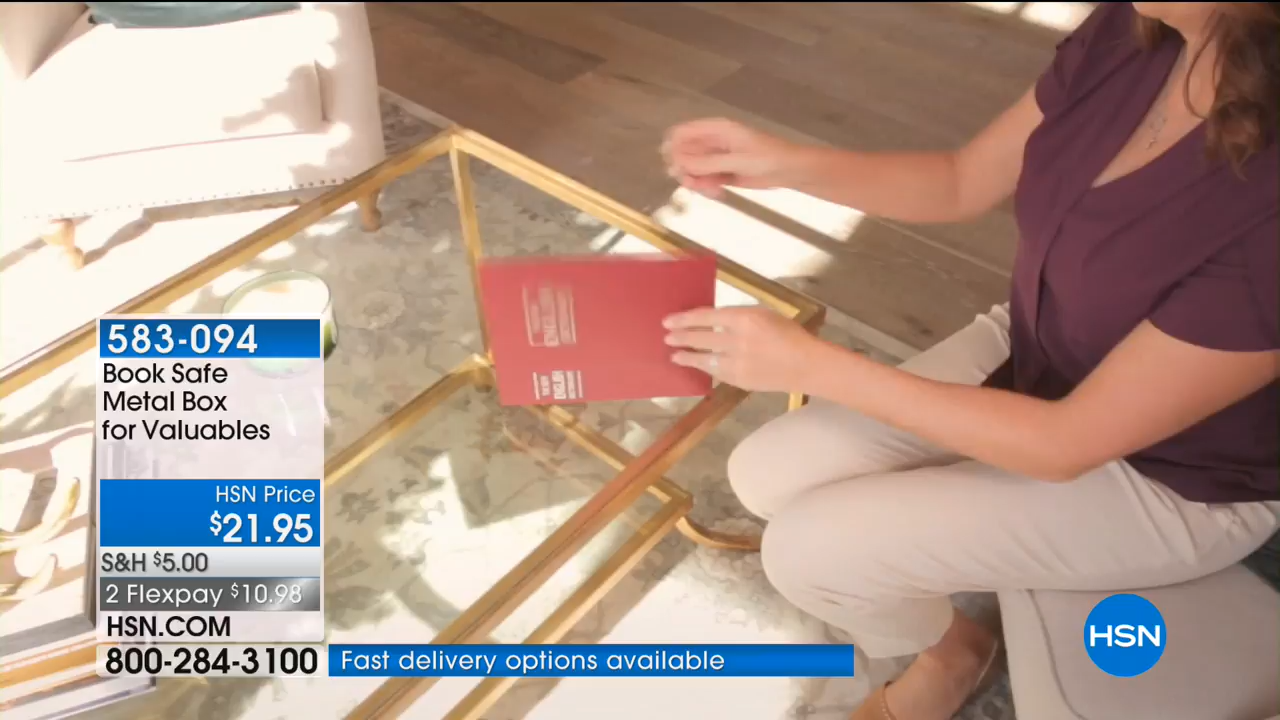 583-094
Book Safe
Metal Box
for Valuables
HSN Price
$21.95
S&H $5.00
2 Flexpay $10.98
HSN.COM
800-284-3100
Fast delivery options available
HSN
ENGLISH